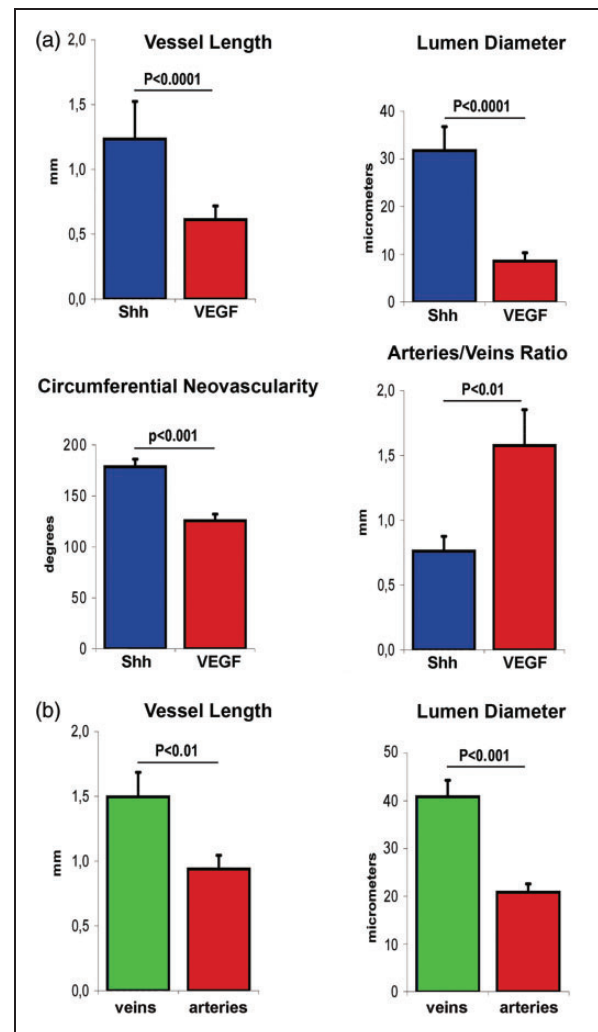 (a)
Vessel Length
P<0.0001
2,0
1,5
1,0
0,5
0,0
mm
Shh VEGF
Lumen Diameter
P<0.0001
40
30
20
10
0
micrometers
Shh VEGF
Circumferential Neovascularity
p<0.001
200
150
100
50
0
degrees
Shh VEGF
Arteries/Veins Ratio
P<0.01
2,0
1,5
1,0
0,5
0,0
mm
Shh VEGF
(b)
Vessel Length
P<0.01
2,0
1,5
1,0
0,5
0,0
mm
veins arteries
Lumen Diameter
P<0.001
50
40
30
20
10
0
micrometers
veins arteries